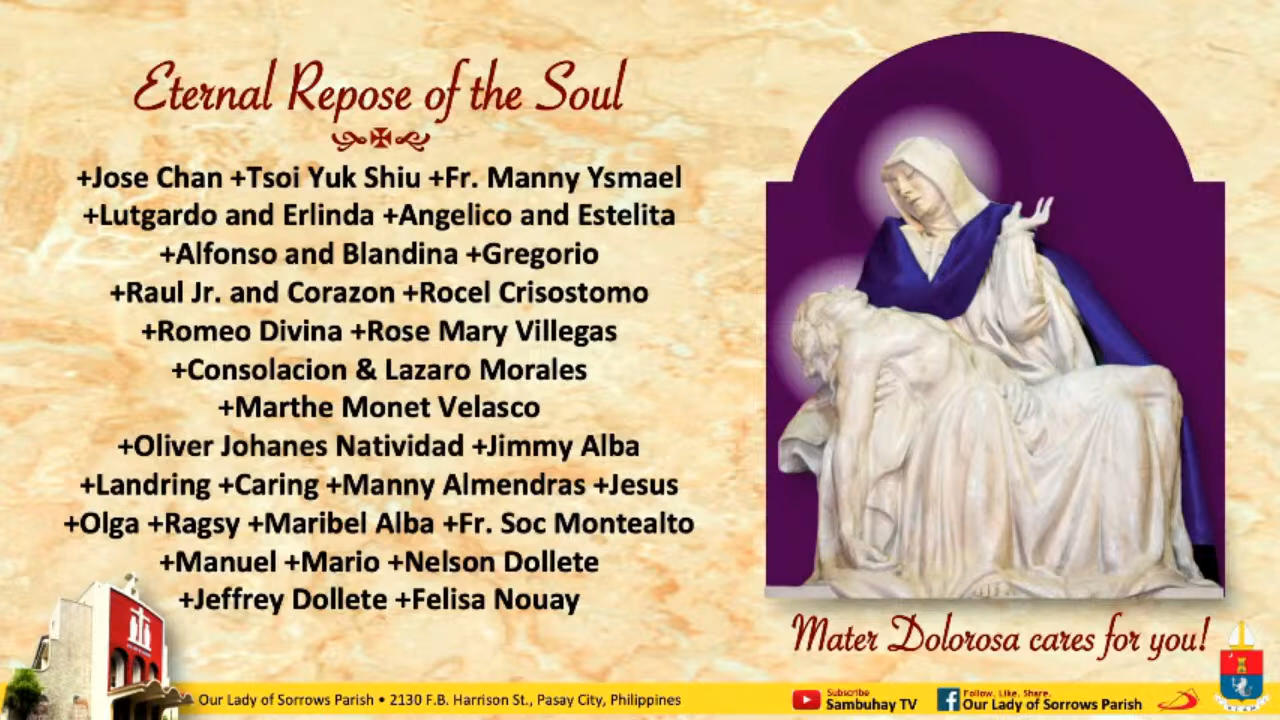 Eternal Repose of the Soul
+Jose Chan +Tsoi Yuk Shiu +Fr. Manny Ysmael
+Lutgardo and Erlinda +Angelico and Estelita
+Alfonso and Blandina +Gregorio
+Raul Jr. and Corazon +Rocel Crisostomo
+Romeo Divina +Rose Mary Villegas
+Consolacion & Lazaro Morales
+Marthe Monet Velasco
+Oliver Johanes Natividad +Jimmy Alba
+Landring +Caring +Manny Almendras +Jesus
+Olga +Ragsy +Maribel Alba +Fr. Soc Montealto
+Manuel +Mario +Nelson Dollete
+Jeffrey Dollete +Felisa Nouay
Mater Dolorosa cares for you!
Our Lady of Sorrows Parish • 2130 F.B. Harrison St., Pasay City, Philippines
Subscribe
Sambuhay TV
Follow. Like. Share.
Our Lady of Sorrows Parish